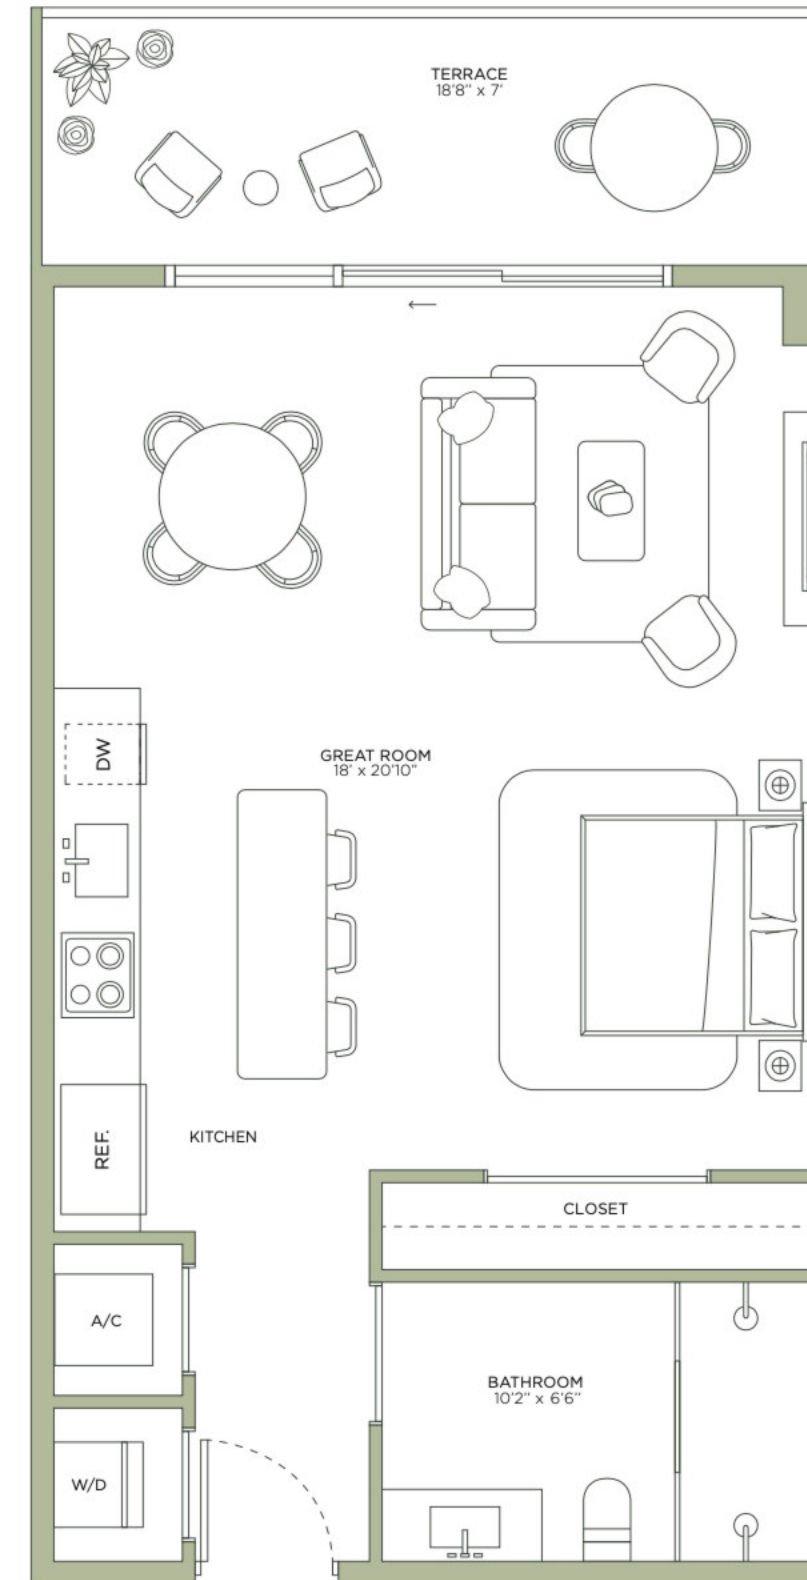 TERRACE
18'8" x 7'
DW
GREAT ROOM
18' x 20'10"
REF.
KITCHEN
CLOSET
A/C
BATHROOM
10'2" x 6'6"
W/D